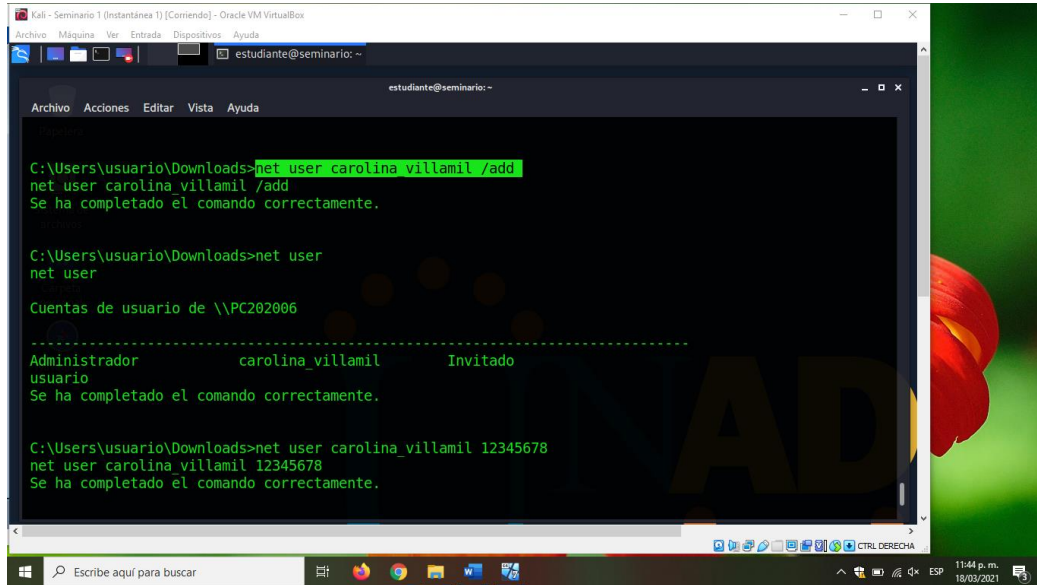 Kali - Seminario 1 (Instantánea 1) [Corriendo] - Oracle VM VirtualBox
Archivo Máquina Ver Entrada Dispositivos Ayuda
estudiante@seminario: ~
estudiante@seminario: ~
Archivo Acciones Editar Vista Ayuda
C:\Users\usuario\Downloads>net user carolina_villamil /add
net user carolina_villamil /add
Se ha completado el comando correctamente.
C:\Users\usuario\Downloads>net user
net user
Cuentas de usuario de \\PC202006
-------------------------------------------------------------------------------
Administrador carolina_villamil Invitado
usuario
Se ha completado el comando correctamente.
C:\Users\usuario\Downloads>net user carolina_villamil 12345678
net user carolina_villamil 12345678
Se ha completado el comando correctamente.
CTRL DERECHA
Escribe aquí para buscar
ESP
11:44 p. m.
18/03/2021